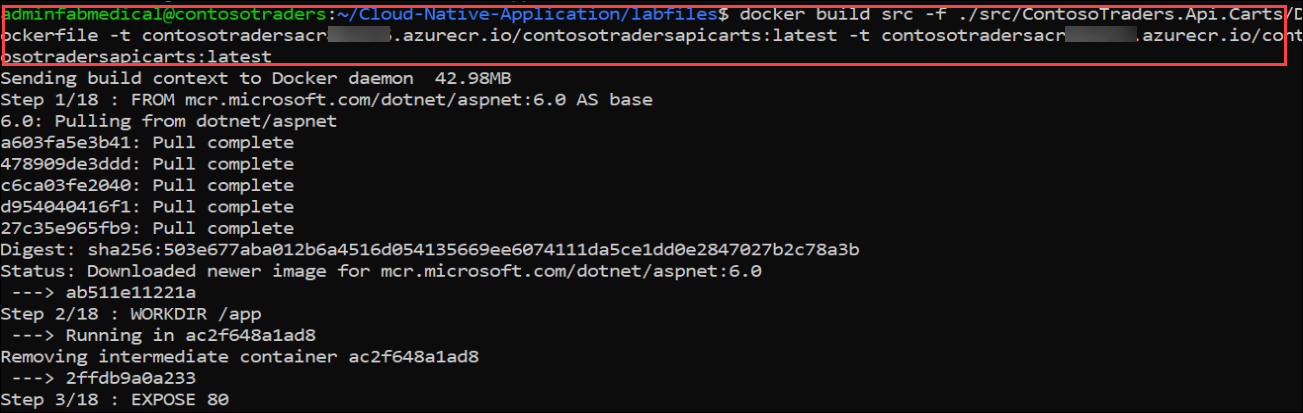 adminfabmedical@contosotraders:~/Cloud-Native-Application/labfiles$ docker build src -f ./src/ContosoTraders.Api.Carts/D
ockerfile -t contosotradersacr .azurecr.io/contosotradersapicarts:latest -t contosotradersacr .azurecr.io/cont
osotradersapicarts:latest
Sending build context to Docker daemon  42.98MB
Step 1/18 : FROM mcr.microsoft.com/dotnet/aspnet:6.0 AS base
6.0: Pulling from dotnet/aspnet
a603fa5e3b41: Pull complete
478909de3ddd: Pull complete
c6ca03fe2040: Pull complete
d954040416f1: Pull complete
27c35e965fb9: Pull complete
Digest: sha256:503e677aba012b6a4516d054135669ee6074111da5ce1dd0e2847027b2c78a3b
Status: Downloaded newer image for mcr.microsoft.com/dotnet/aspnet:6.0
 ---> ab511e11221a
Step 2/18 : WORKDIR /app
 ---> Running in ac2f648a1ad8
Removing intermediate container ac2f648a1ad8
 ---> 2ffdb9a0a233
Step 3/18 : EXPOSE 80